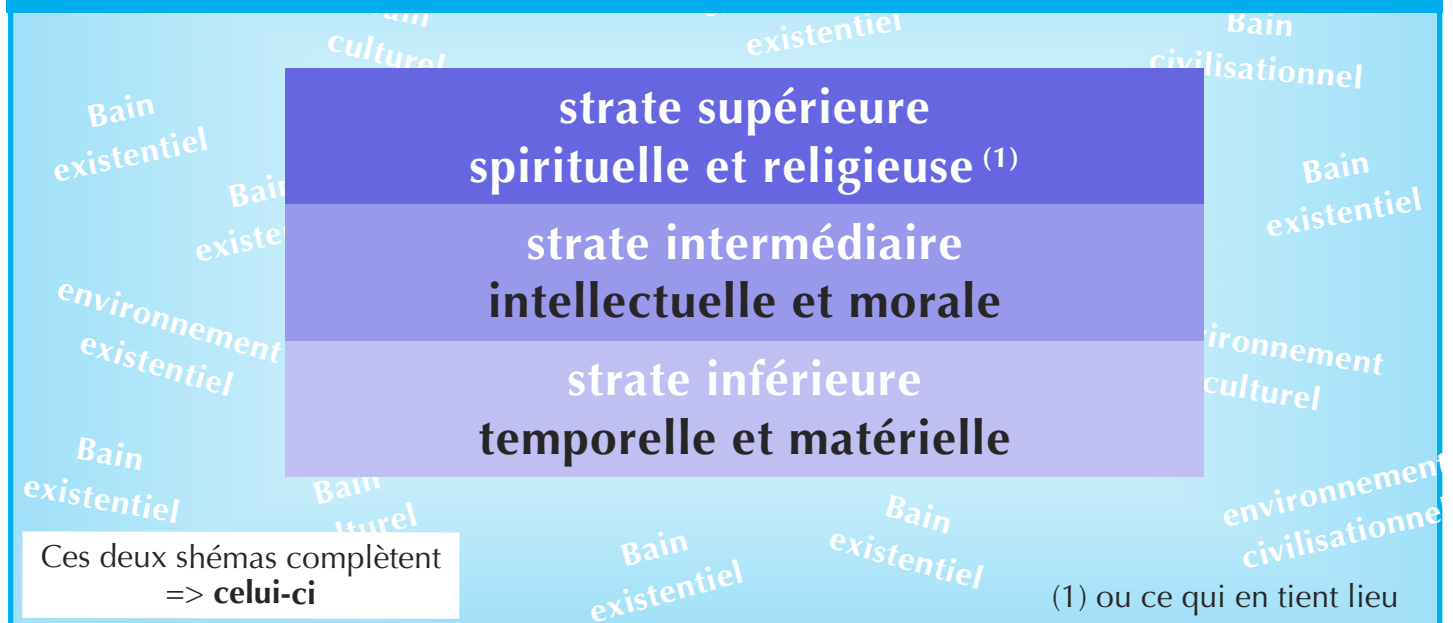 culturel
existentiel
Bain
civilisationnel
Bain
existentiel
strate supérieure
spirituelle et religieuse (1)
Bain
existentiel
strate intermédiaire
intellectuelle et morale
environnement
existentiel
culturel
strate inférieure
temporelle et matérielle
Bain
existentiel
Bain
Bain
existentiel
Bain
existentiel
environnement
civilisationnel
Ces deux shémas complètent
=> celui-ci
(1) ou ce qui en tient lieu